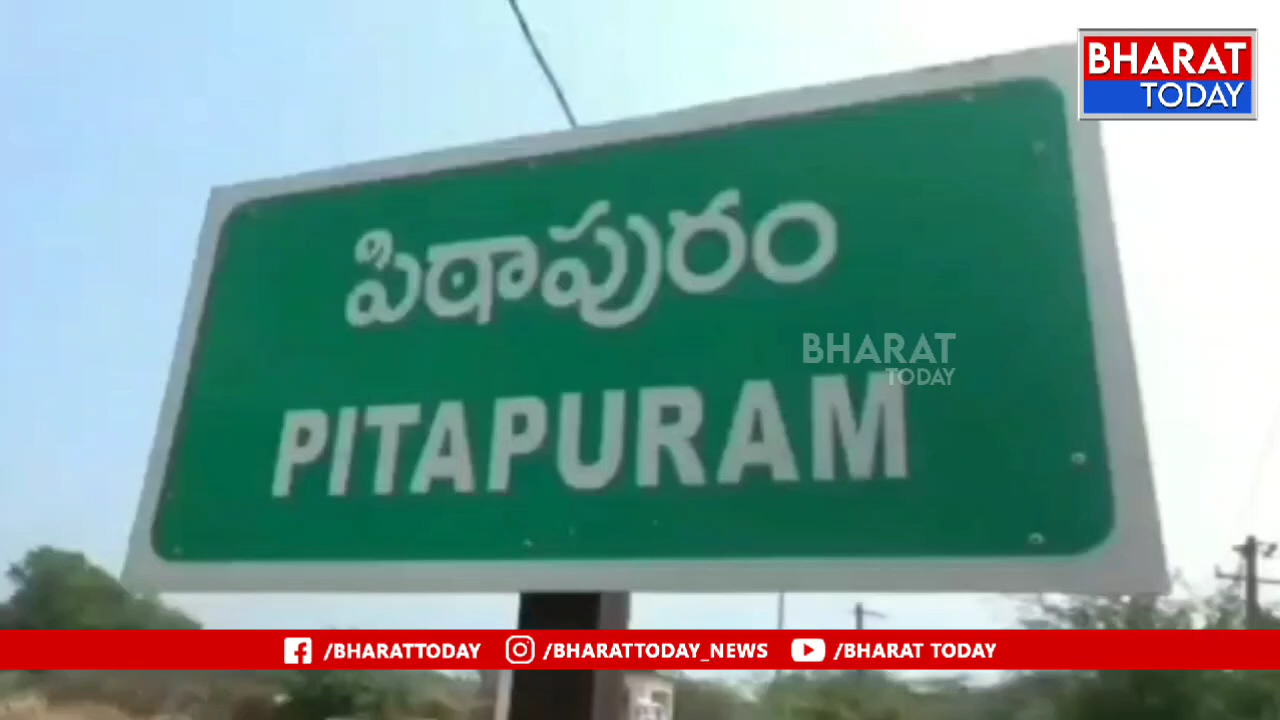 BHARAT
TODAY
పిఠాపురం
BHARAT
TODAY
PITAPURAM
/BHARATTODAY /BHARATTODAY_NEWS /BHARAT TODAY